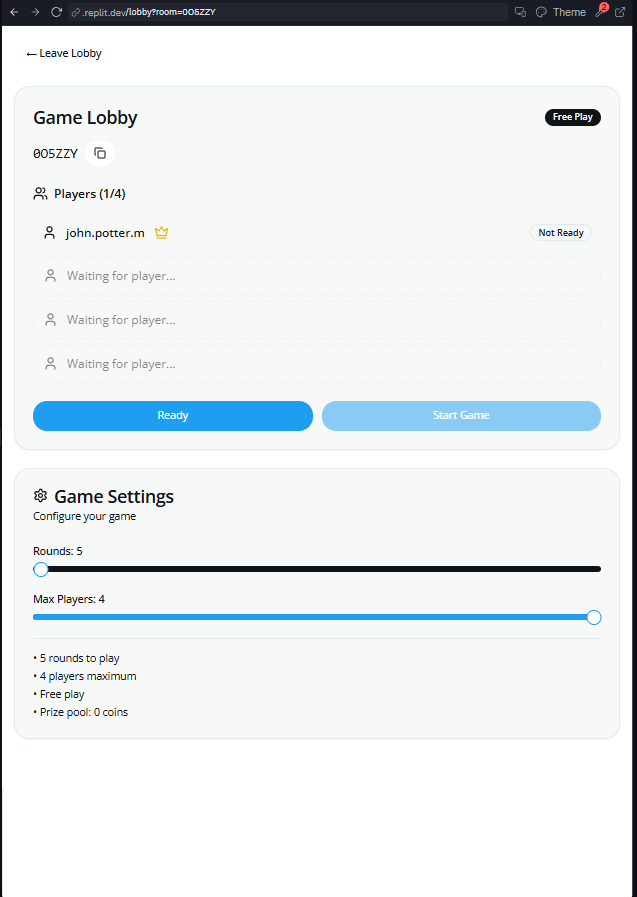 .replit.dev/lobby?room=0O5ZZY
Theme
2
← Leave Lobby
Game Lobby
Free Play
0O5ZZY
Players (1/4)
john.potter.m
Not Ready
Waiting for player...
Waiting for player...
Waiting for player...
Ready
Start Game
Game Settings
Configure your game
Rounds: 5
Max Players: 4
• 5 rounds to play
• 4 players maximum
• Free play
• Prize pool: 0 coins